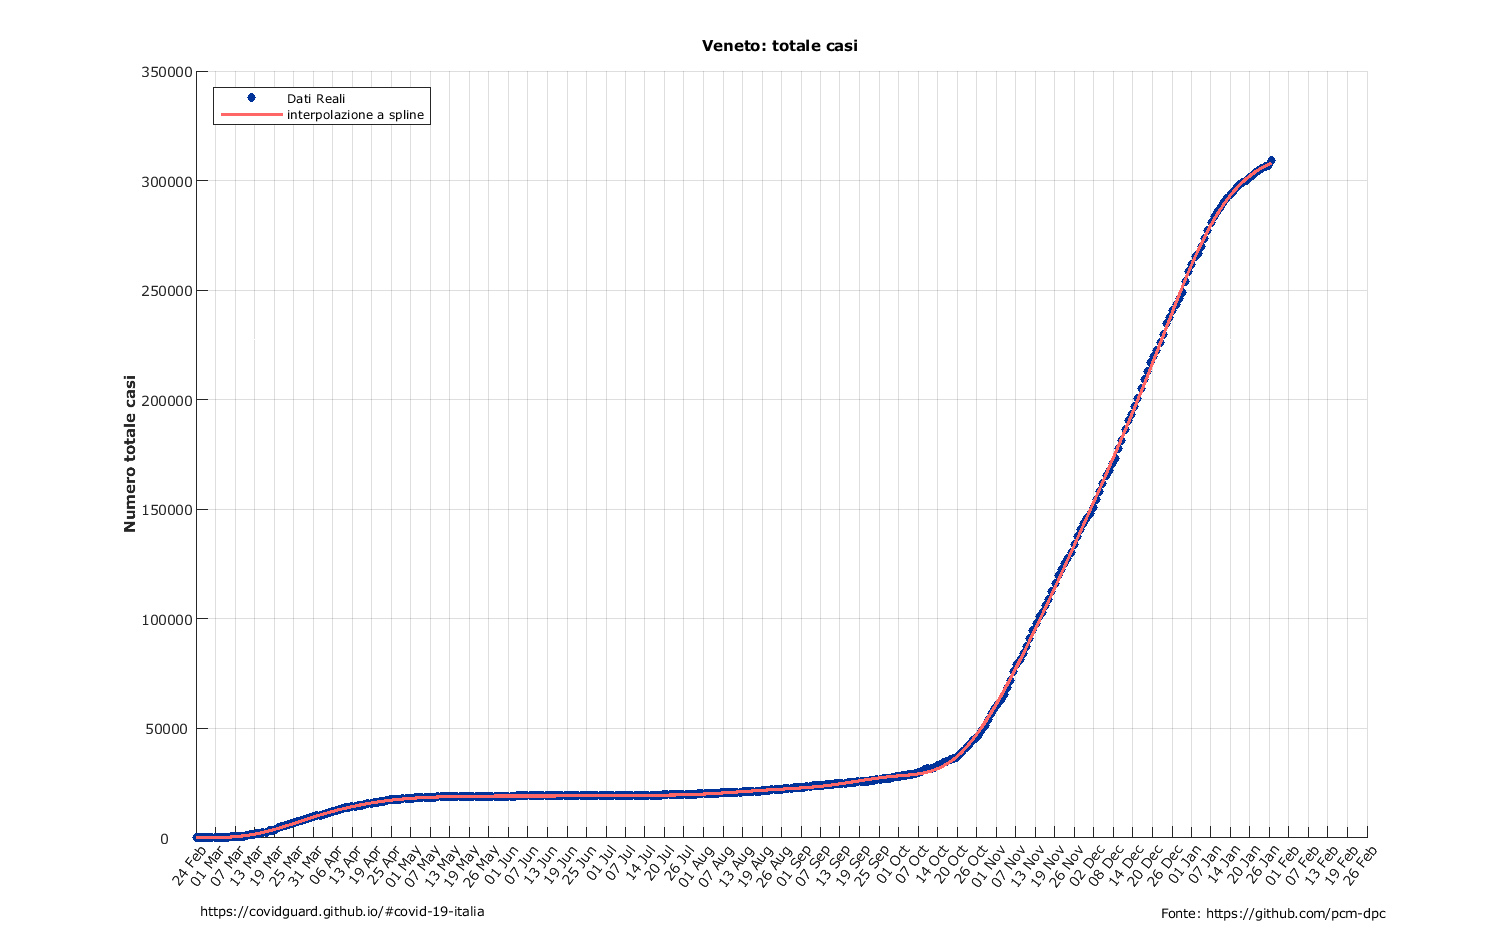 Veneto: totale casi
350000
300000
250000
200000
150000
100000
50000
0
Numero totale casi
Dati Reali
interpolazione a spline
24 Feb
01 Mar
07 Mar
13 Mar
19 Mar
25 Mar
31 Mar
06 Apr
13 Apr
19 Apr
25 Apr
01 May
07 May
13 May
19 May
26 May
01 Jun
07 Jun
13 Jun
19 Jun
25 Jun
01 Jul
07 Jul
14 Jul
20 Jul
26 Jul
01 Aug
07 Aug
13 Aug
19 Aug
26 Aug
01 Sep
07 Sep
13 Sep
19 Sep
25 Sep
01 Oct
07 Oct
14 Oct
20 Oct
26 Oct
01 Nov
07 Nov
13 Nov
19 Nov
26 Nov
02 Dec
08 Dec
14 Dec
20 Dec
26 Dec
01 Jan
07 Jan
14 Jan
20 Jan
26 Jan
01 Feb
07 Feb
13 Feb
19 Feb
26 Feb
https://covidguard.github.io/#covid-19-italia
Fonte: https://github.com/pcm-dpc